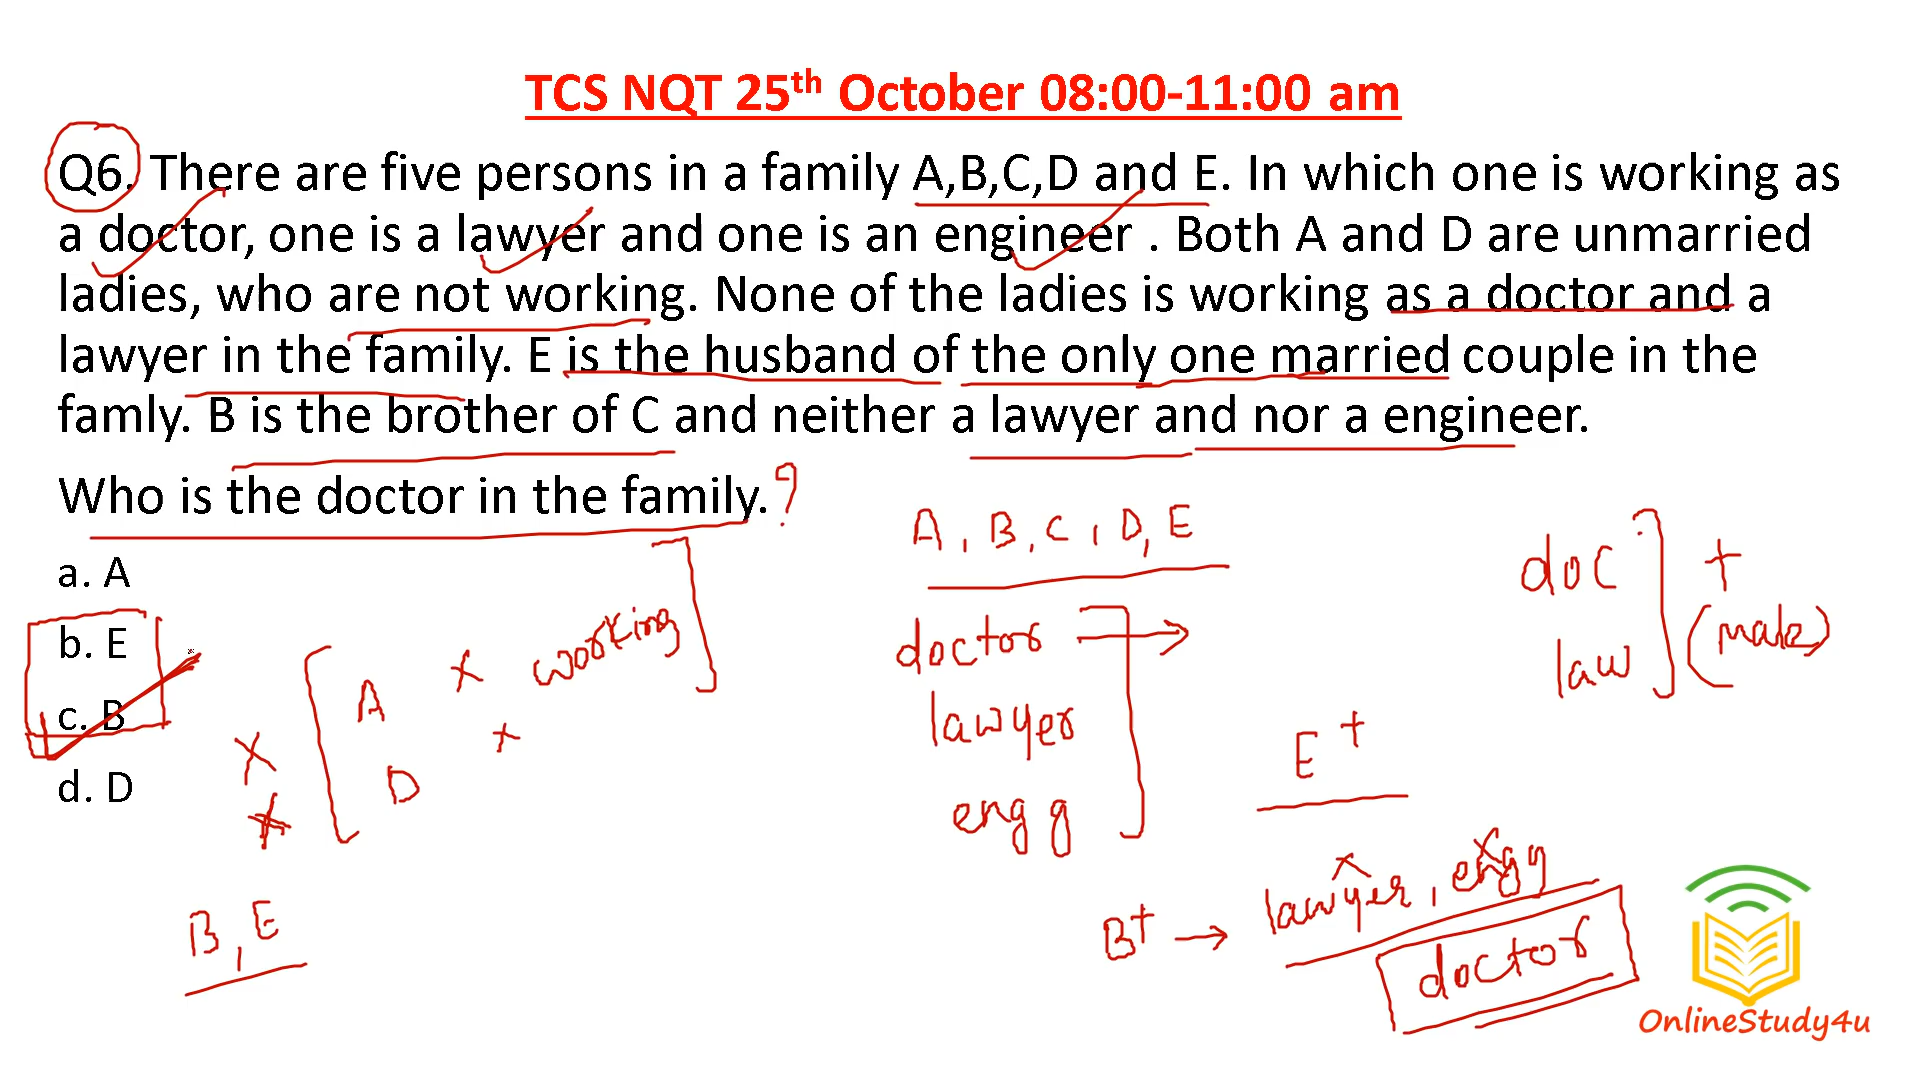 TCS NQT 25th October 08:00-11:00 am
Q6. There are five persons in a family A,B,C,D and E. In which one is working as
a doctor, one is a lawyer and one is an engineer . Both A and D are unmarried
ladies, who are not working. None of the ladies is working as a doctor and a
lawyer in the family. E is the husband of the only one married couple in the
famly. B is the brother of C and neither a lawyer and nor a engineer.
Who is the doctor in the family. ?
a. A
b. E
c. B
d. D
A x working
D x
x
x
B, E
A, B, C, D, E
doctor →
lawyer
engg
doc +
law (male)
E +
B+ → lawyer, engg
doctor
OnlineStudy4u